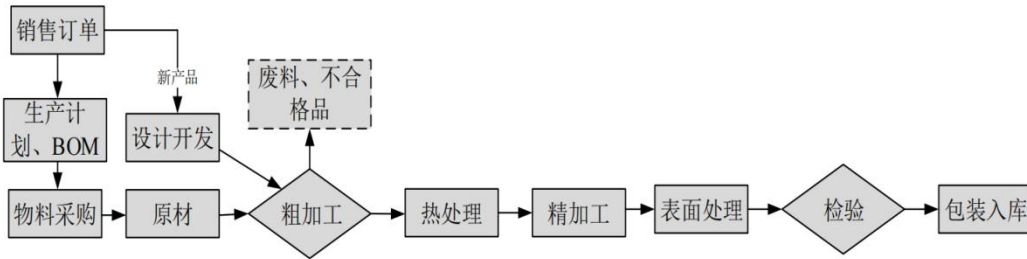 销售订单
新产品
废料、不合
格品
生产计
划、BOM
设计开发
物料采购
原材
粗加工
热处理
精加工
表面处理
检验
包装入库